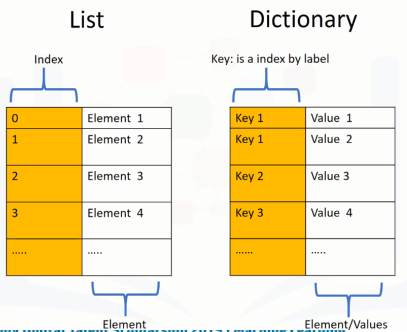 List
Dictionary
Index
Key: is a index by label
0 Element 1
1 Element 2
2 Element 3
3 Element 4
..... .....
Key 1 Value 1
Key 1 Value 2
Key 2 Value 3
Key 3 Value 4
...... .....
Element
Element/Values